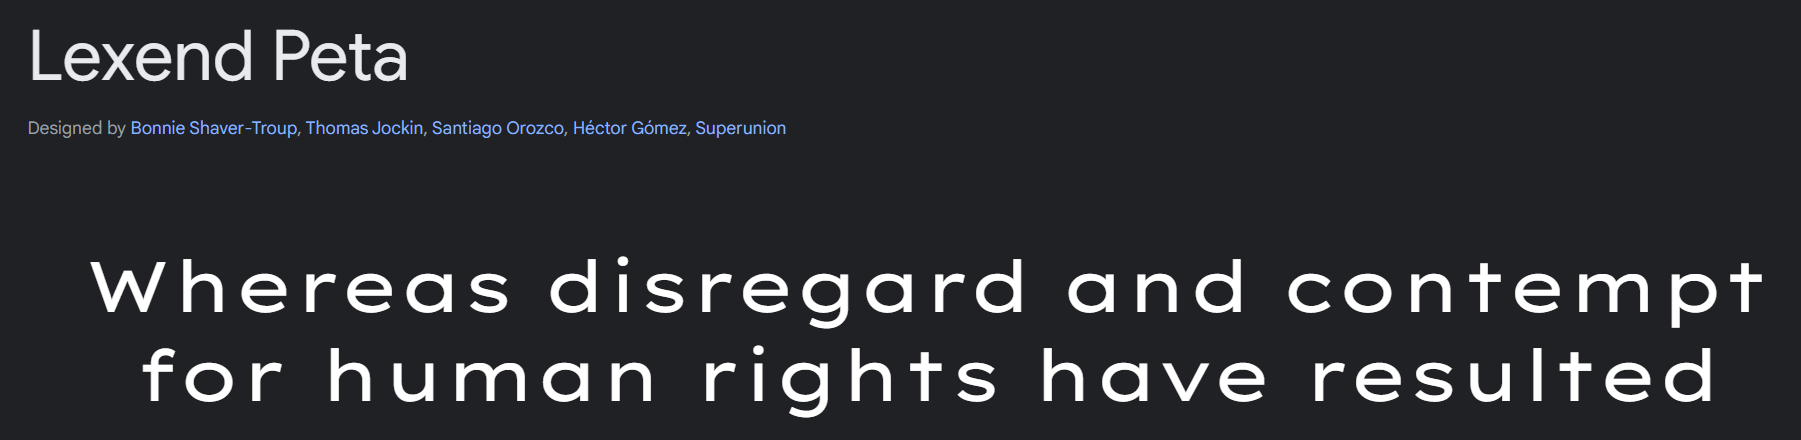 Lexend Peta
Designed by Bonnie Shaver-Troup, Thomas Jockin, Santiago Orozco, Héctor Gómez, Superunion
Whereas disregard and contempt
for human rights have resulted